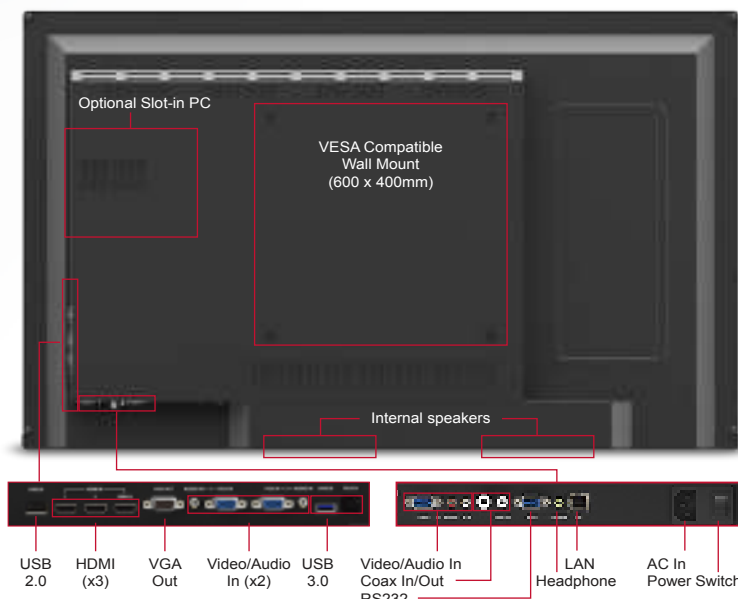 Optional Slot-in PC
VESA Compatible
Wall Mount
(600 x 400mm)
Internal speakers
USB
2.0
HDMI
(x3)
VGA
Out
Video/Audio
In (x2)
USB
3.0
Video/Audio In
Coax In/Out
RS232
LAN
Headphone
AC In
Power Switch